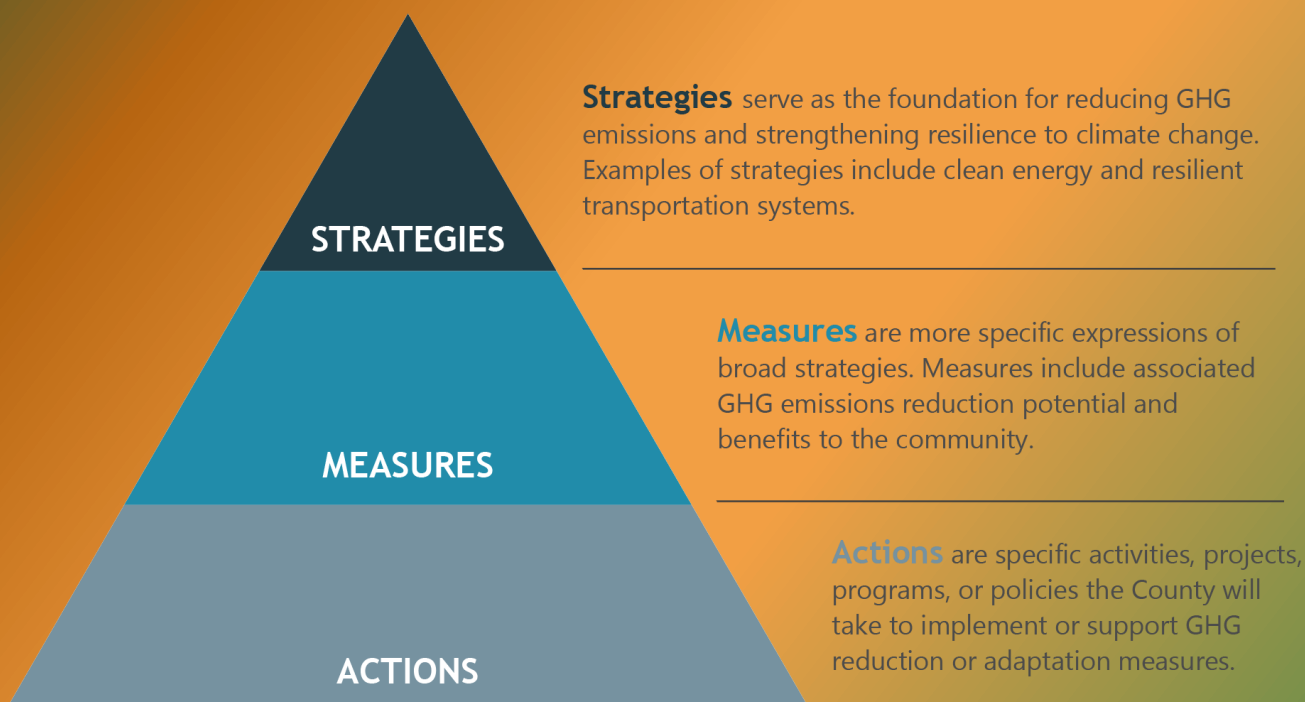 Strategies serve as the foundation for reducing GHG
emissions and strengthening resilience to climate change.
Examples of strategies include clean energy and resilient
transportation systems.
STRATEGIES
Measures are more specific expressions of
broad strategies. Measures include associated
GHG emissions reduction potential and
benefits to the community.
MEASURES
Actions are specific activities, projects,
programs, or policies the County will
take to implement or support GHG
reduction or adaptation measures.
ACTIONS